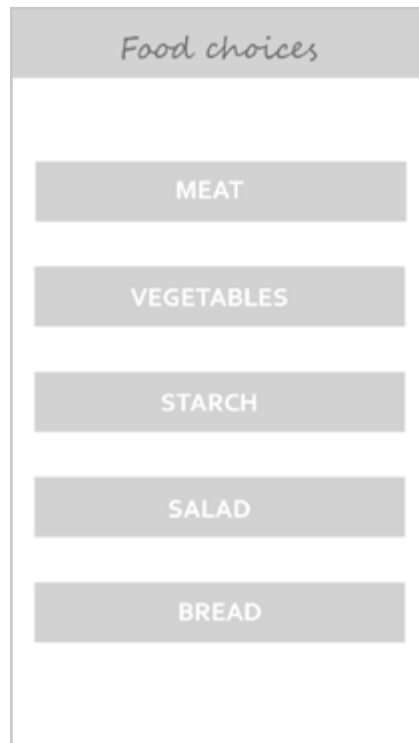 Food choices
MEAT
VEGETABLES
STARCH
SALAD
BREAD